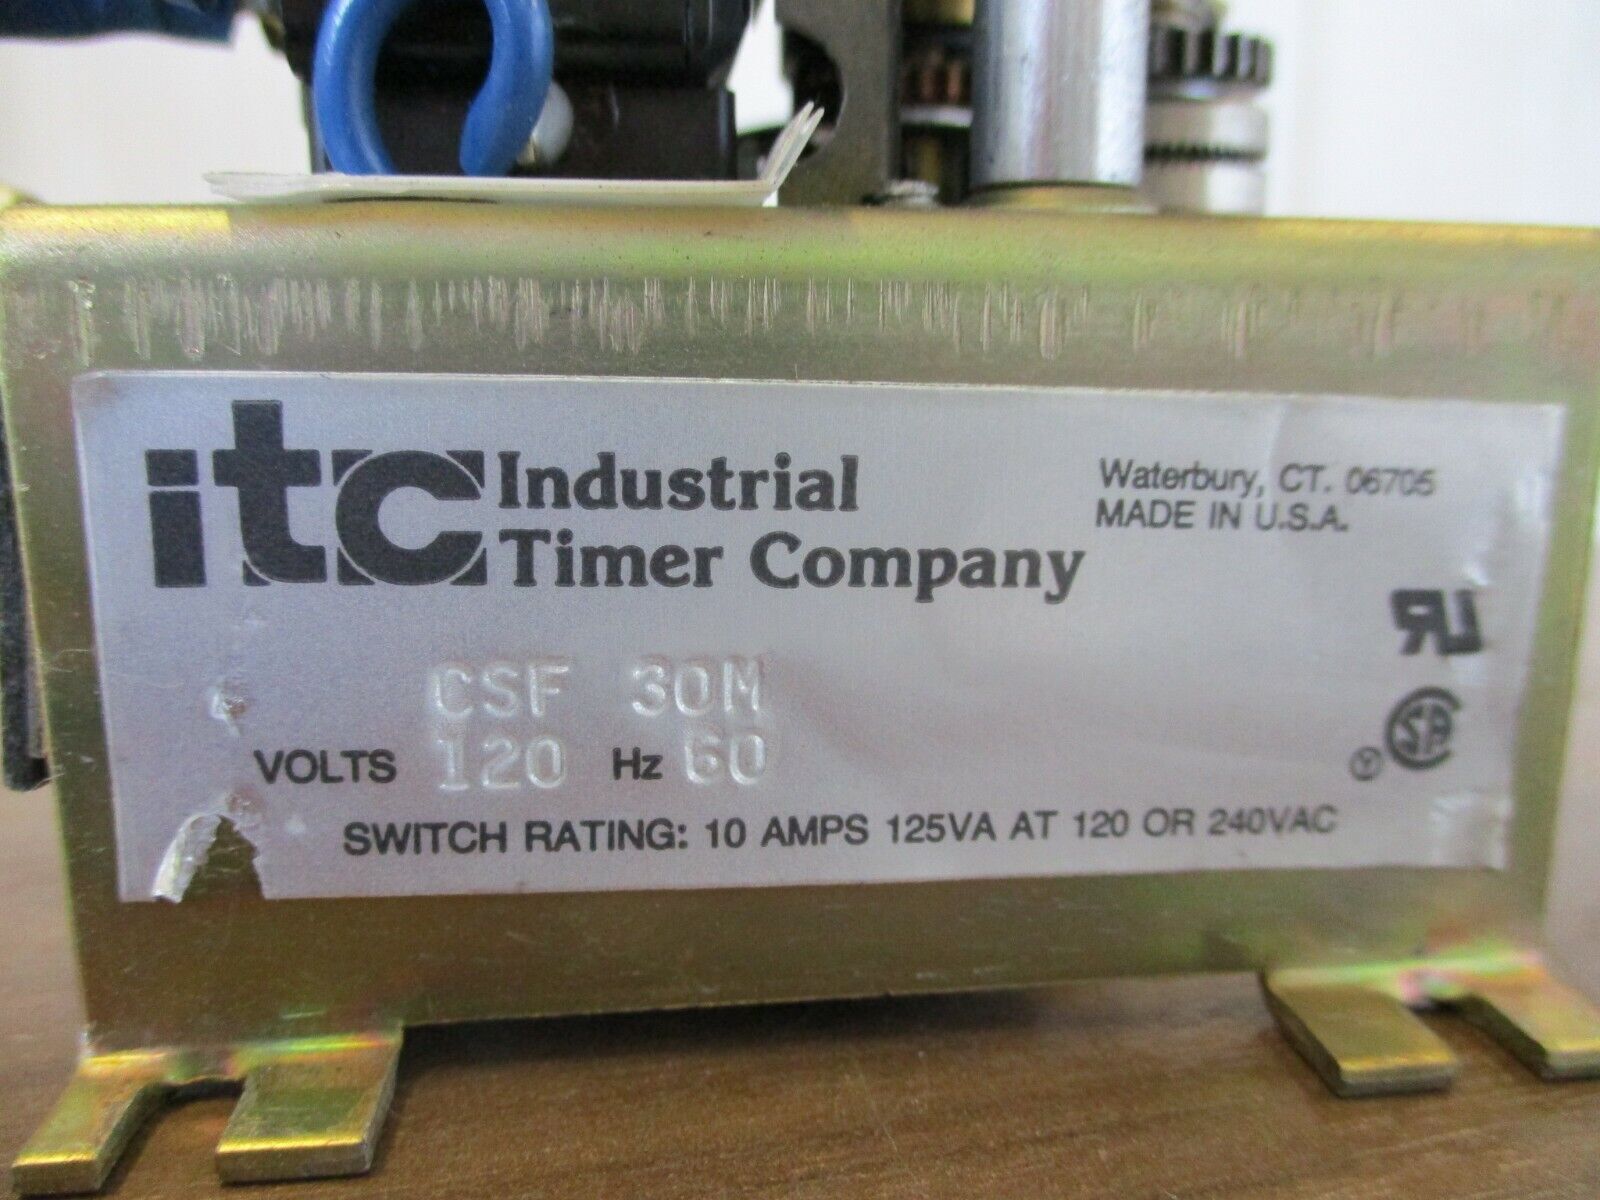 itc Industrial
Timer Company
Waterbury, CT. 06705
MADE IN U.S.A.
CSF 30M
VOLTS 120 Hz 60
SWITCH RATING: 10 AMPS 125VA AT 120 OR 240VAC